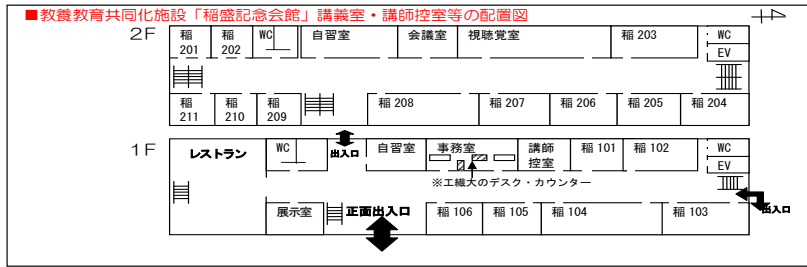 ■教養教育共同化施設「稲盛記念会館」講義室・講師控室等の配置図
2F
稲
201
稲
202
WC
自習室
会議室
視聴覚室
稲 203
WC
EV
稲
211
稲
210
稲
209
稲 208
稲 207
稲 206
稲 205
稲 204
1F
レストラン
WC
出入口
自習室
事務室
講師
控室
稲 101
稲 102
WC
EV
※工繊大のデスク・カウンター
展示室
正面出入口
稲 106
稲 105
稲 104
稲 103
出入口